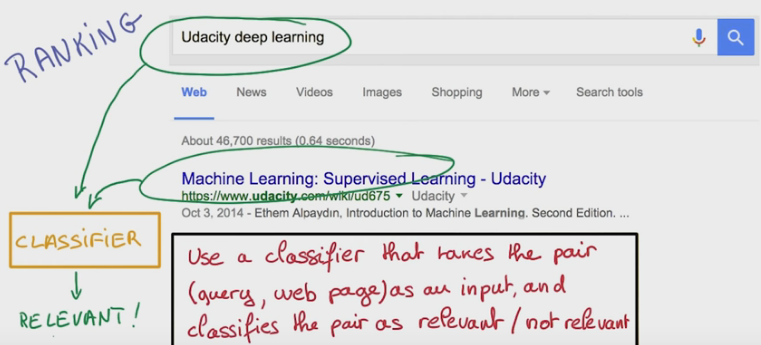 RANKING
Udacity deep learning
Web News Videos Images Shopping More Search tools
About 46,700 results (0.64 seconds)
Machine Learning: Supervised Learning - Udacity
https://www.udacity.com/wiki/ud675 Udacity
Oct 3, 2014 - Ethem Alpaydın, Introduction to Machine Learning. Second Edition. ...
CLASSIFIER
RELEVANT!
Use a classifier that takes the pair
(query, web page) as an input, and
classifies the pair as relevant / not relevant